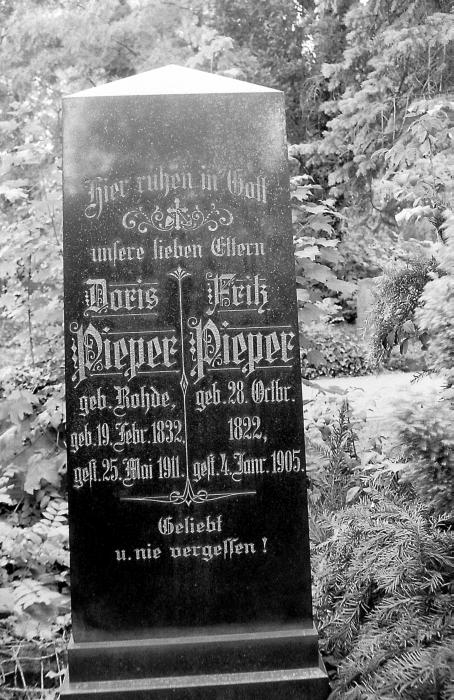 Hier ruhen in Gott
unsre lieben Eltern
Doris
Pieper
geb. Rohde,
geb. 19. Febr. 1832,
gest. 25. Mai 1911.
Fritz
Pieper
geb. 28. Octbr.
1822,
gest. 4. Janr. 1905.
Geliebt
u. nie vergessen!